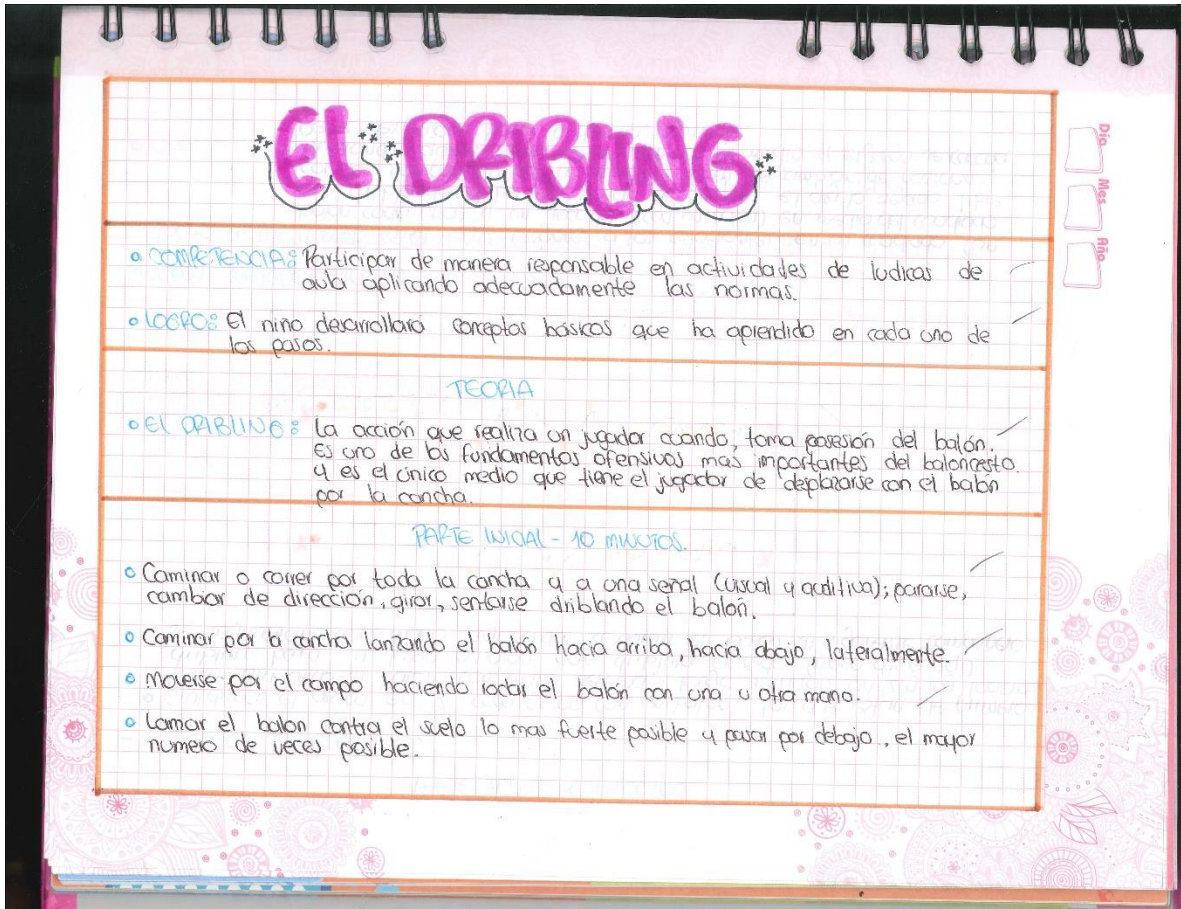 EL DRIBLING
Día Mes Año
o COMPETENCIA: Participar de manera responsable en actividades de ludicas de
aula aplicando adecuadamente las normas.
o LOGRO: El niño desarrollara conceptos básicos que ha aprendido en cada uno de
los pasos.
TEORIA
o EL DRIBLING: La acción que realiza un jugador cuando, toma posesión del balón.
Es uno de los fundamentos ofensivos mas importantes del baloncesto.
y es el único medio que tiene el jugador de desplazarse con el balón
por la cancha.
PARTE INICIAL - 10 MINUTOS.
o Caminar o correr por toda la cancha y a una señal (visual y auditiva); pararse,
cambiar de dirección, girar, sentarse driblando el balón.
o Caminar por la cancha lanzando el balón hacia arriba, hacia abajo, lateralmente.
o Moverse por el campo haciendo rodar el balón con una u otra mano.
o Lanzar el balon contra el suelo lo mas fuerte posible y pasar por debajo, el mayor
numero de veces posible.